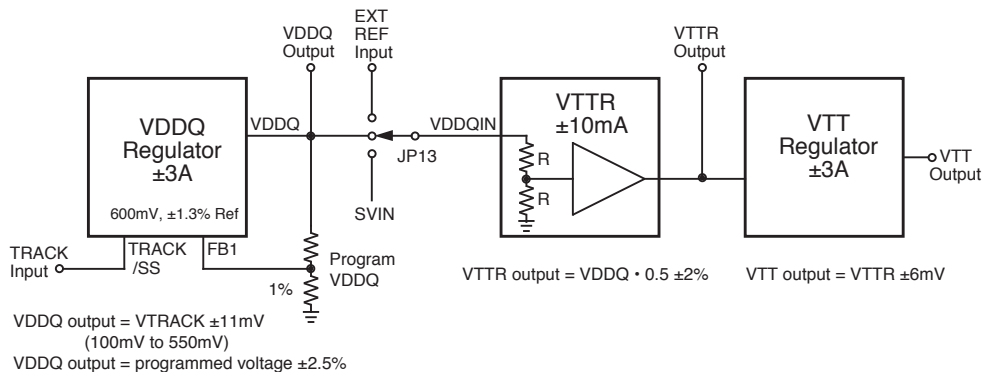 VDDQ
Output
EXT
REF
Input
VTTR
Output
VDDQ
Regulator
±3A
600mV, ±1.3% Ref
VDDQ
VDDQIN
JP13
SVIN
VTTR
±10mA
R
R
VTT
Regulator
±3A
VTT
Output
TRACK
Input
TRACK
/SS
FB1
Program
VDDQ
1%
VTTR output = VDDQ • 0.5 ±2%
VTT output = VTTR ±6mV
VDDQ output = VTRACK ±11mV
(100mV to 550mV)
VDDQ output = programmed voltage ±2.5%